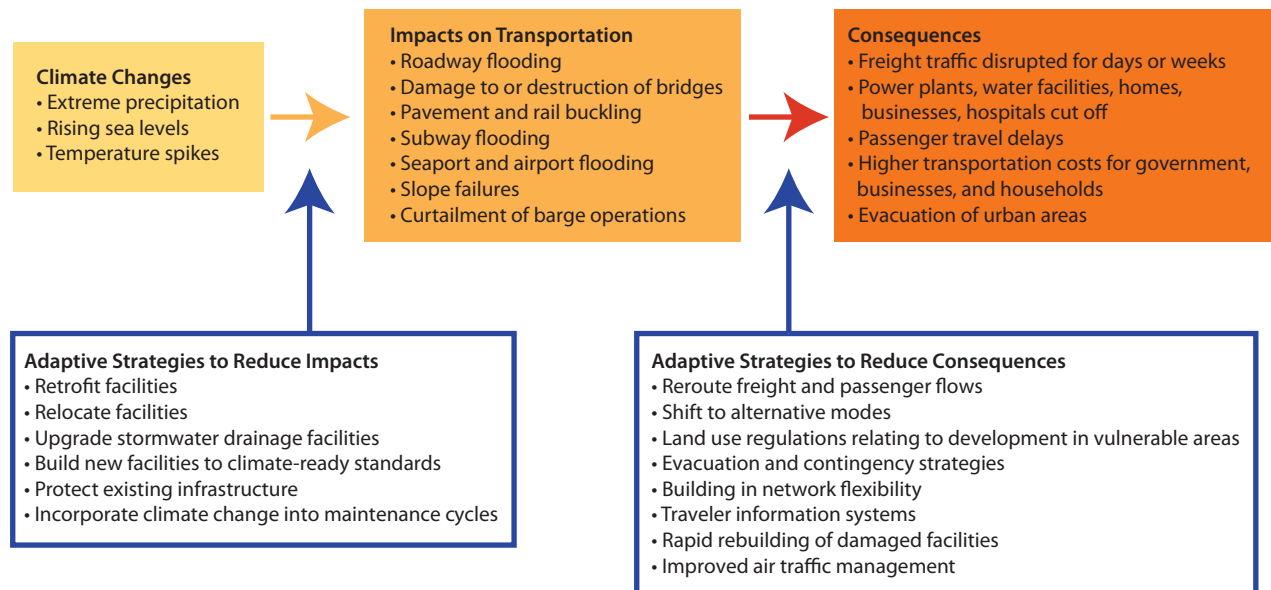 Climate Changes
• Extreme precipitation
• Rising sea levels
• Temperature spikes
Impacts on Transportation
• Roadway flooding
• Damage to or destruction of bridges
• Pavement and rail buckling
• Subway flooding
• Seaport and airport flooding
• Slope failures
• Curtailment of barge operations
Consequences
• Freight traffic disrupted for days or weeks
• Power plants, water facilities, homes,
businesses, hospitals cut off
• Passenger travel delays
• Higher transportation costs for government,
businesses, and households
• Evacuation of urban areas
Adaptive Strategies to Reduce Impacts
• Retrofit facilities
• Relocate facilities
• Upgrade stormwater drainage facilities
• Build new facilities to climate-ready standards
• Protect existing infrastructure
• Incorporate climate change into maintenance cycles
Adaptive Strategies to Reduce Consequences
• Reroute freight and passenger flows
• Shift to alternative modes
• Land use regulations relating to development in vulnerable areas
• Evacuation and contingency strategies
• Building in network flexibility
• Traveler information systems
• Rapid rebuilding of damaged facilities
• Improved air traffic management